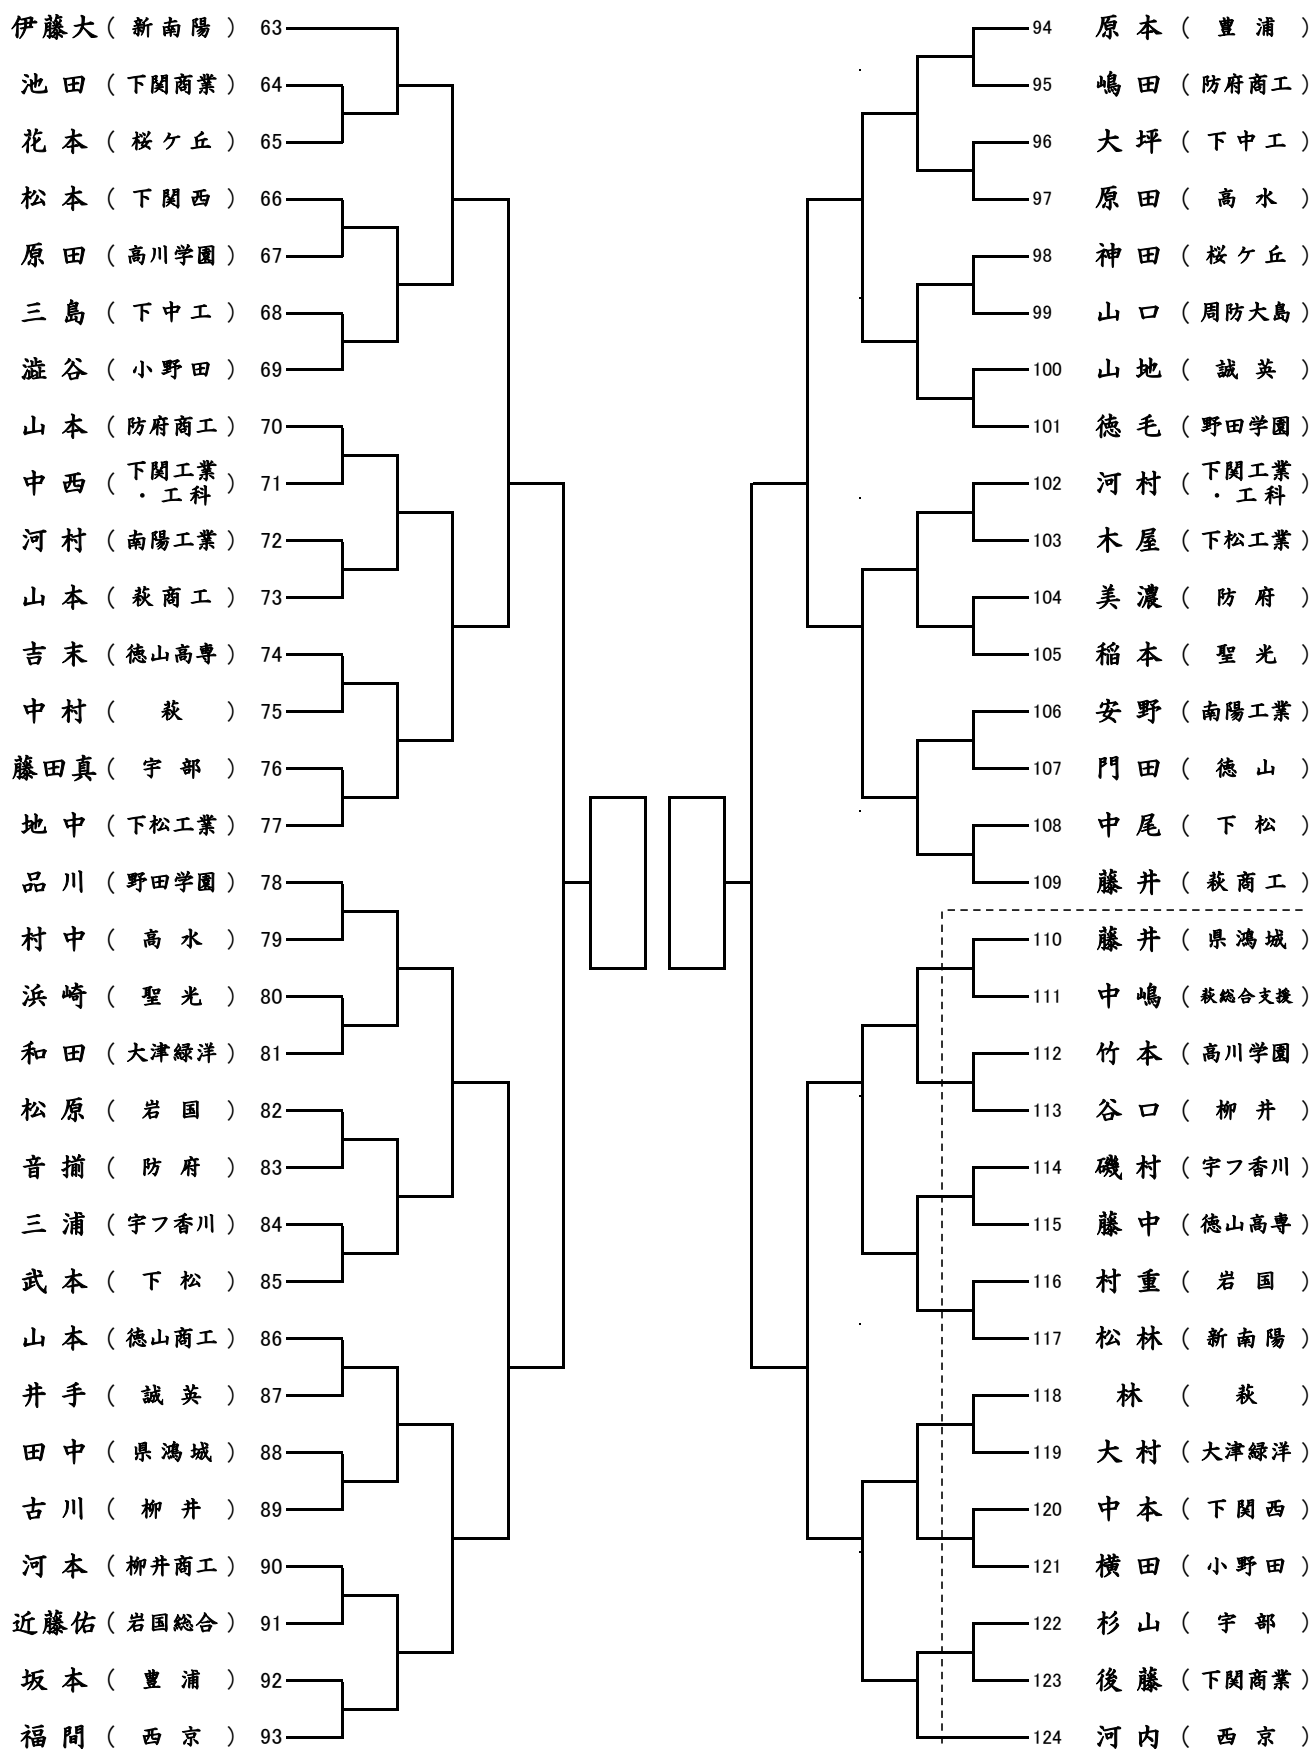 伊藤大（新南陽）63
池田（下関商業）64
花本（桜ケ丘）65
松本（下関西）66
原田（高川学園）67
三島（下中工）68
澁谷（小野田）69
山本（防府商工）70
中西（下関工業・工科）71
河村（南陽工業）72
山本（萩商工）73
吉末（徳山高専）74
中村（萩）75
藤田真（宇部）76
地中（下松工業）77
品川（野田学園）78
村中（高水）79
浜崎（聖光）80
和田（大津緑洋）81
松原（岩国）82
音揃（防府）83
三浦（宇フ香川）84
武本（下松）85
山本（徳山商工）86
井手（誠英）87
田中（県鴻城）88
古川（柳井）89
河本（柳井商工）90
近藤佑（岩国総合）91
坂本（豊浦）92
福間（西京）93
94 原本（豊浦）
95 嶋田（防府商工）
96 大坪（下中工）
97 原田（高水）
98 神田（桜ケ丘）
99 山口（周防大島）
100 山地（誠英）
101 徳毛（野田学園）
102 河村（下関工業・工科）
103 木屋（下松工業）
104 美濃（防府）
105 稲本（聖光）
106 安野（南陽工業）
107 門田（徳山）
108 中尾（下松）
109 藤井（萩商工）
110 藤井（県鴻城）
111 中嶋（萩総合支援）
112 竹本（高川学園）
113 谷口（柳井）
114 磯村（宇フ香川）
115 藤中（徳山高専）
116 村重（岩国）
117 松林（新南陽）
118 林（萩）
119 大村（大津緑洋）
120 中本（下関西）
121 横田（小野田）
122 杉山（宇部）
123 後藤（下関商業）
124 河内（西京）